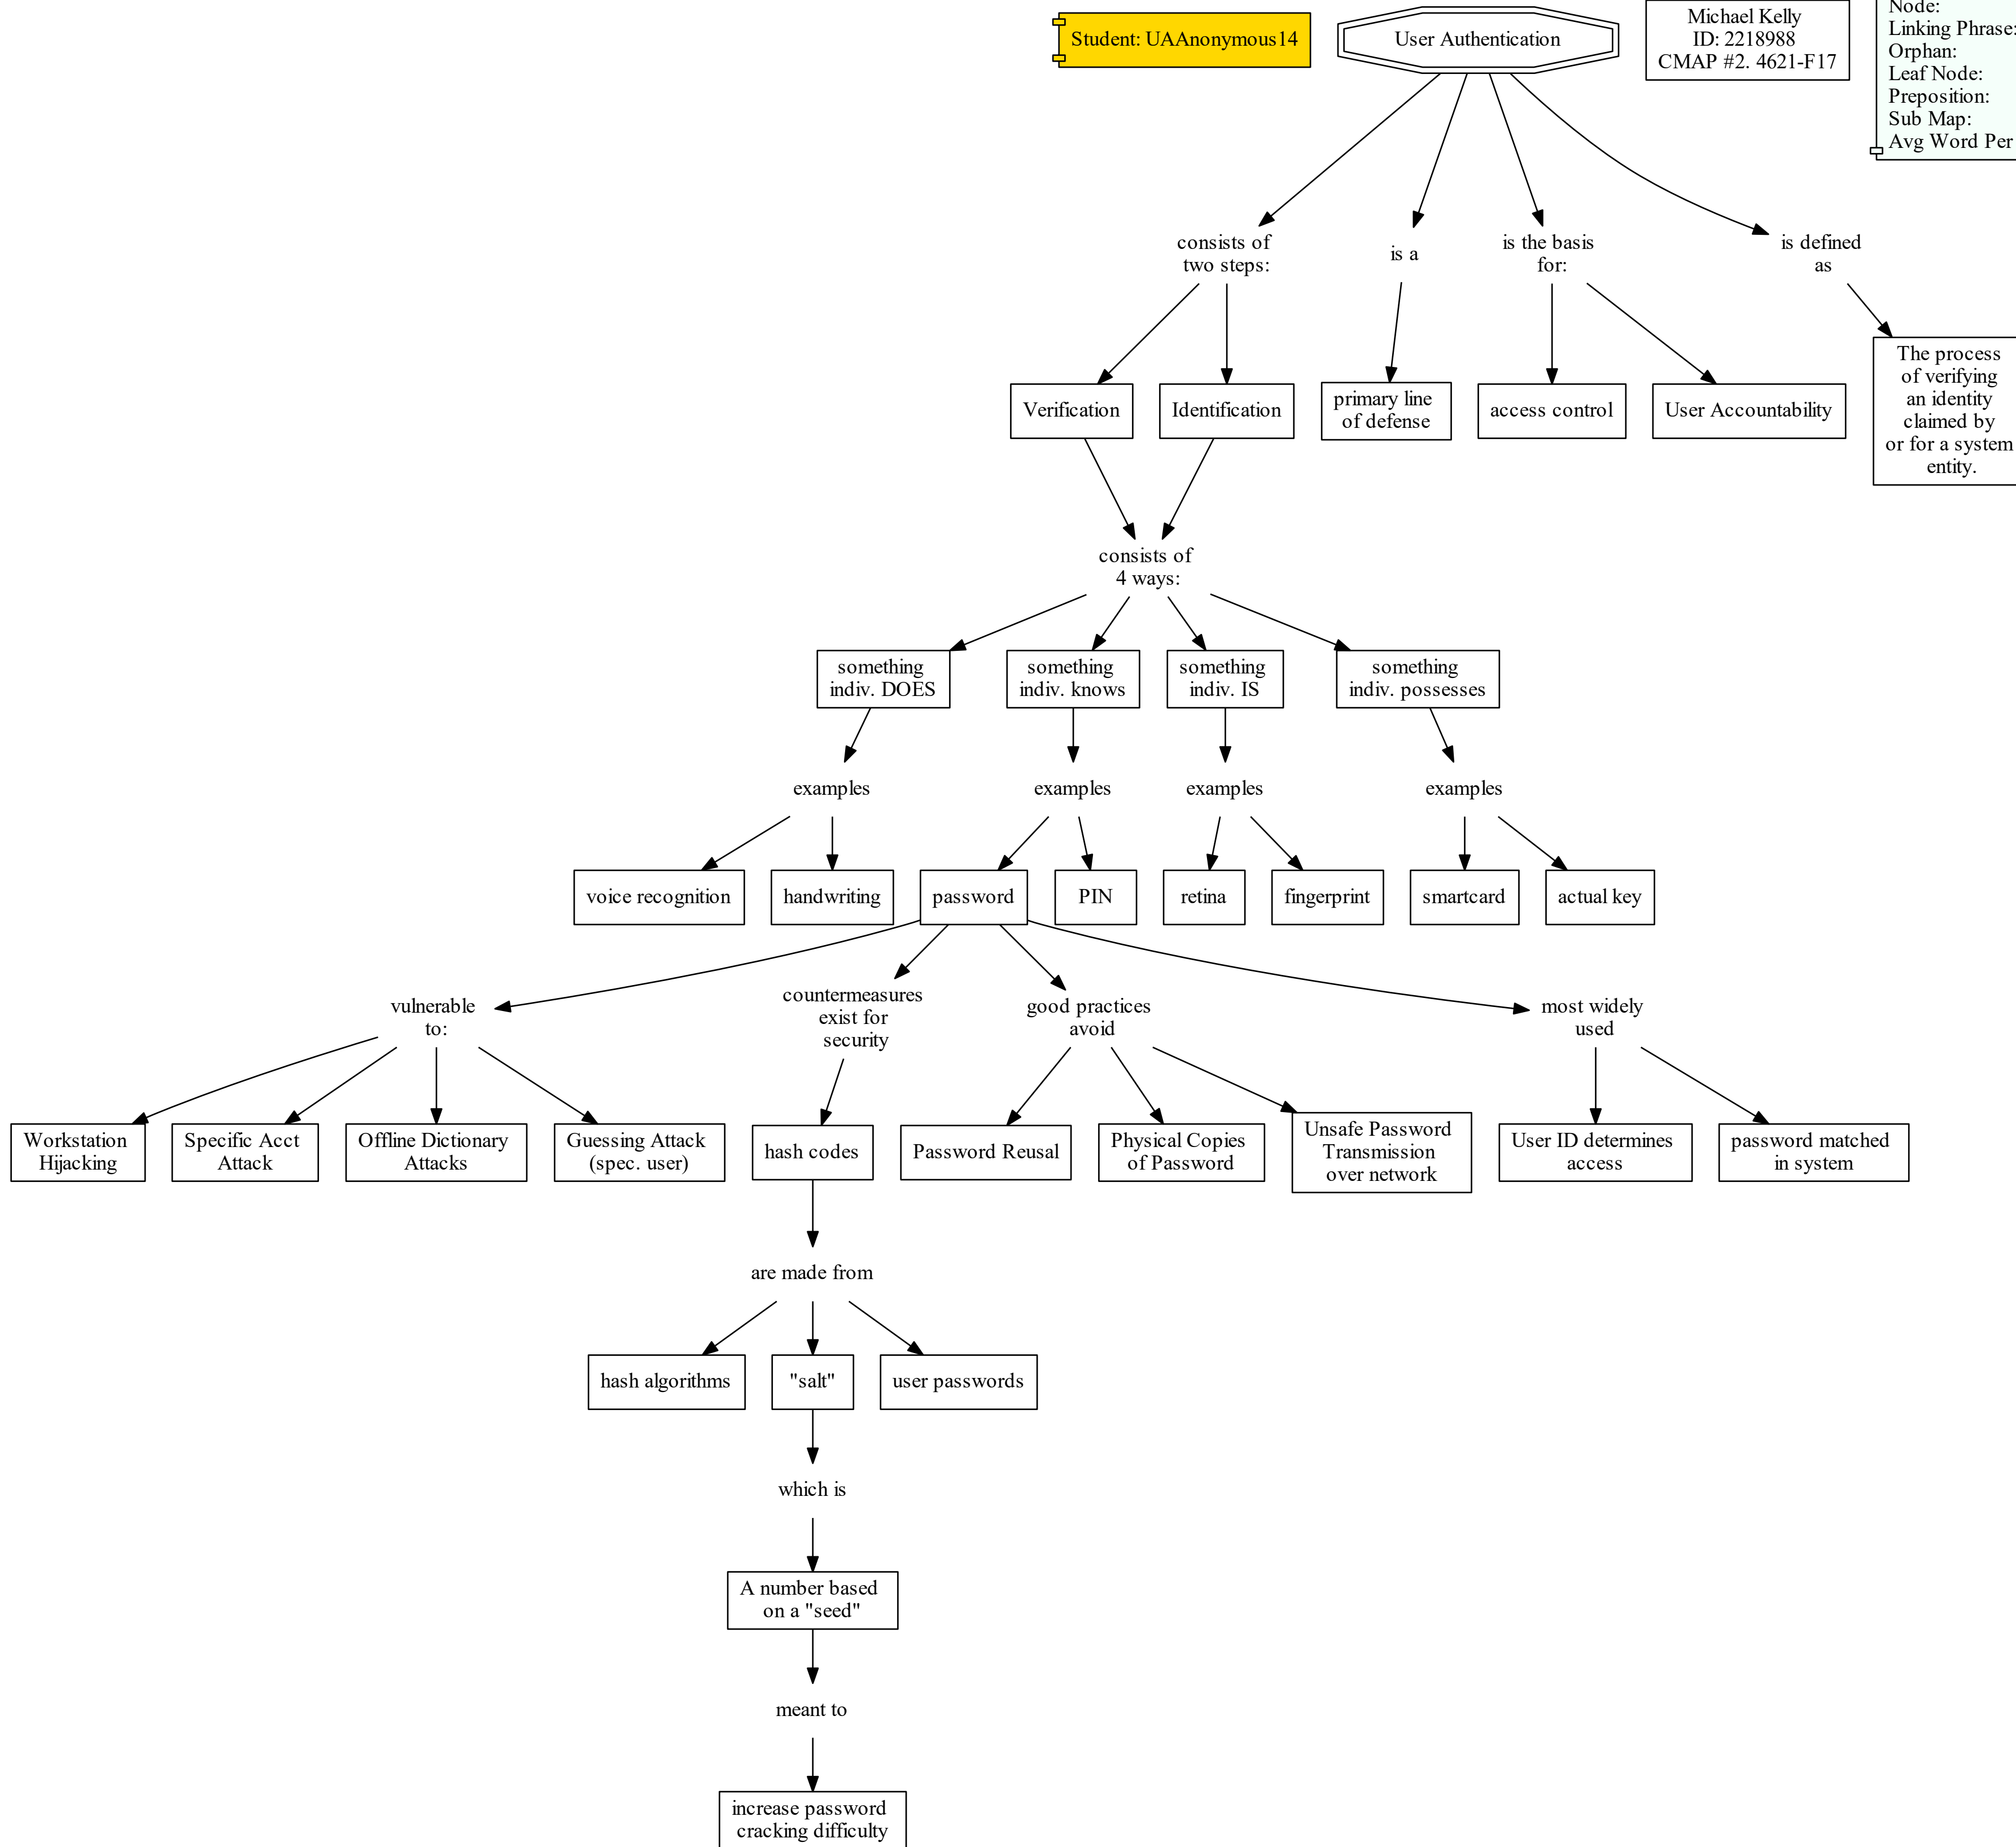 Student: UAAnonymous14
User Authentication
Michael Kelly
ID: 2218988
CMAP #2. 4621-F17
Node:
Linking Phrase:
Orphan:
Leaf Node:
Preposition:
Sub Map:
Avg Word Per
consists of
two steps:
is a
is the basis
for:
is defined
as
Verification
Identification
primary line
of defense
access control
User Accountability
The process
of verifying
an identity
claimed by
or for a system
entity.
consists of
4 ways:
something
indiv. DOES
something
indiv. knows
something
indiv. IS
something
indiv. possesses
examples
examples
examples
examples
voice recognition
handwriting
password
PIN
retina
fingerprint
smartcard
actual key
vulnerable
to:
countermeasures
exist for
security
good practices
avoid
most widely
used
Workstation
Hijacking
Specific Acct
Attack
Offline Dictionary
Attacks
Guessing Attack
(spec. user)
hash codes
Password Reusal
Physical Copies
of Password
Unsafe Password
Transmission
over network
User ID determines
access
password matched
in system
are made from
hash algorithms
"salt"
user passwords
which is
A number based
on a "seed"
meant to
increase password
cracking difficulty